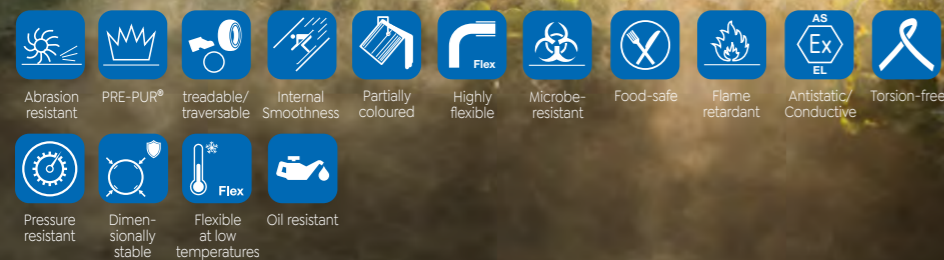 Flex
AS
Ex
EL
Abrasion
resistant
PRE-PUR®
treadable/
traversable
Internal
Smoothness
Partially
coloured
Highly
flexible
Microbe-
resistant
Food-safe
Flame
retardant
Antistatic/
Conductive
Torsion-free
Flex
Pressure
resistant
Dimen-
sionally
stable
Flexible
at low
temperatures
Oil resistant